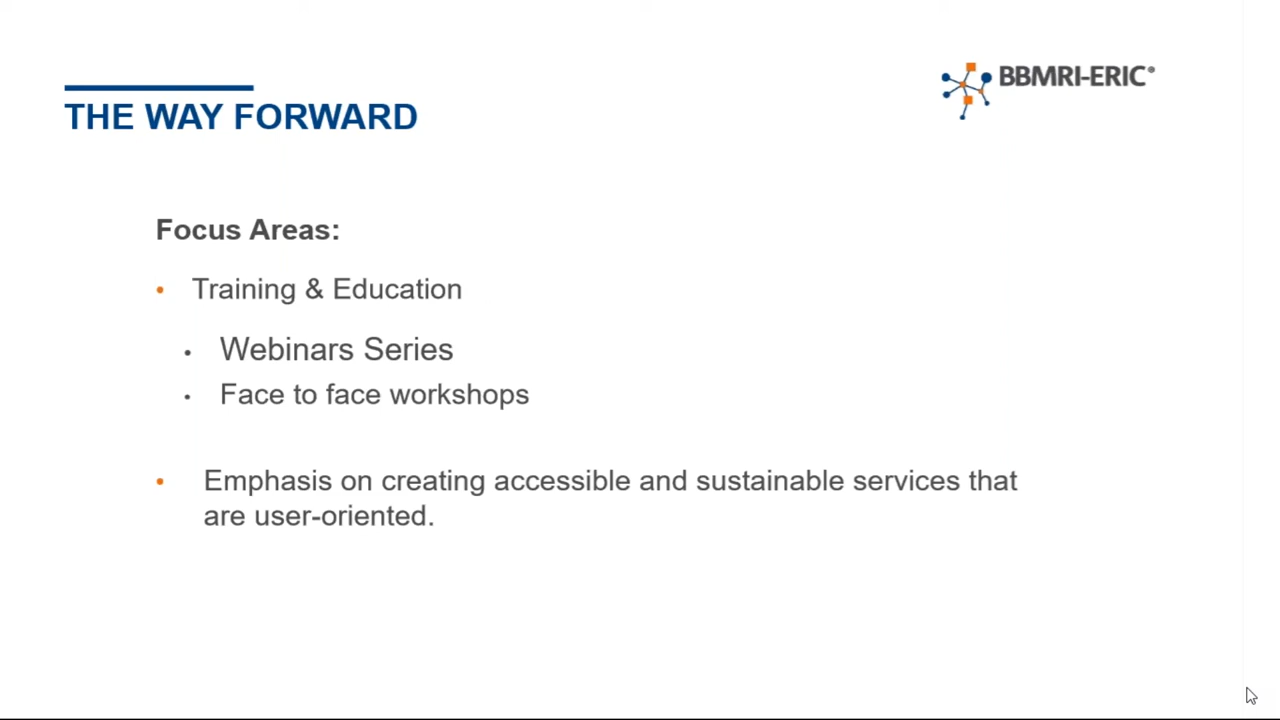 BBMRI-ERIC®
THE WAY FORWARD
Focus Areas:
• Training & Education
• Webinars Series
• Face to face workshops
• Emphasis on creating accessible and sustainable services that
are user-oriented.